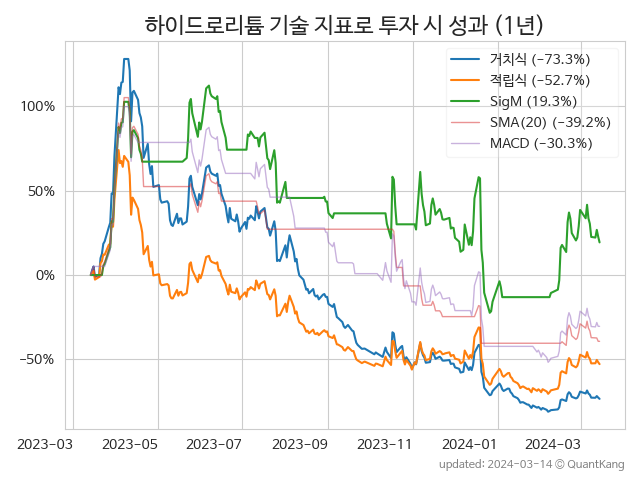 하이드로리튬 기술 지표로 투자 시 성과 (1년)
거치식 (−73.3%)
적립식 (−52.7%)
SigM (19.3%)
SMA(20) (−39.2%)
MACD (−30.3%)
100%
50%
0%
−50%
2023-03 2023-05 2023-07 2023-09 2023-11 2024-01 2024-03
updated: 2024-03-14 © QuantKang